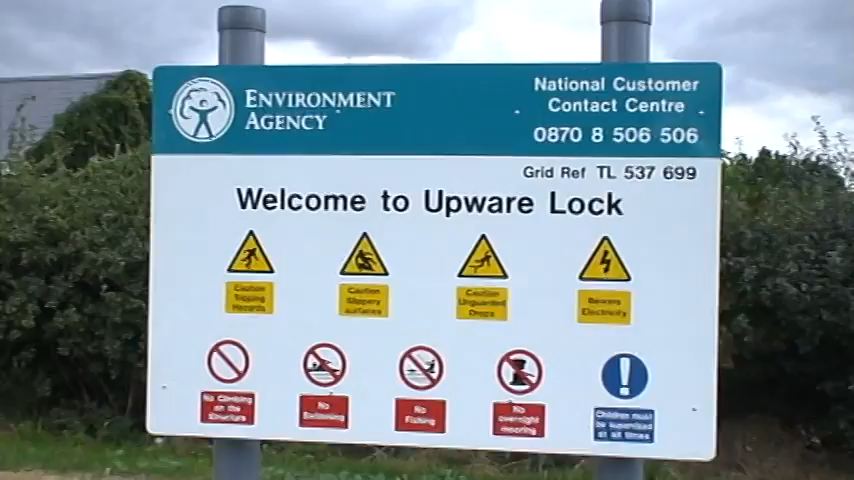 ENVIRONMENT
AGENCY
National Customer
Contact Centre
0870 8 506 506
Grid Ref TL 537 699
Welcome to Upware Lock
Caution
Tripping
Hazards
Caution
Slippery
surfaces
Caution
Unguarded
Drops
Beware
Electricity
No Climbing
on the
Structure
No
Swimming
No
Fishing
No
overnight
mooring
Children must
be supervised
at all times